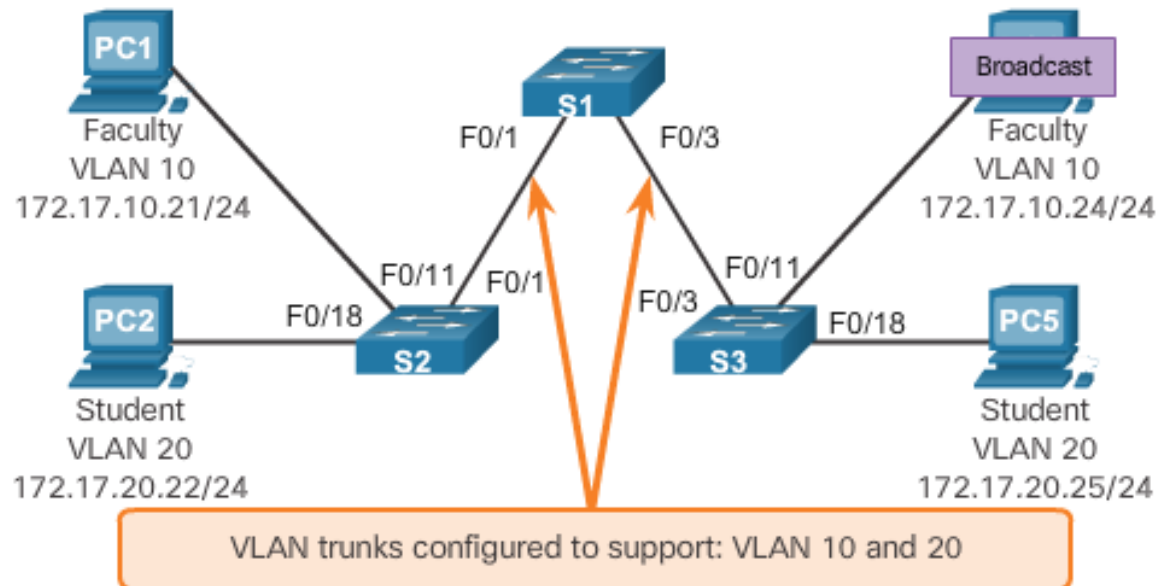 PC1
Faculty
VLAN 10
172.17.10.21/24
S1
F0/1
F0/3
Broadcast
Faculty
VLAN 10
172.17.10.24/24
F0/11
F0/1
F0/18
S2
PC2
Student
VLAN 20
172.17.20.22/24
F0/3
F0/11
F0/18
S3
PC5
Student
VLAN 20
172.17.20.25/24
VLAN trunks configured to support: VLAN 10 and 20